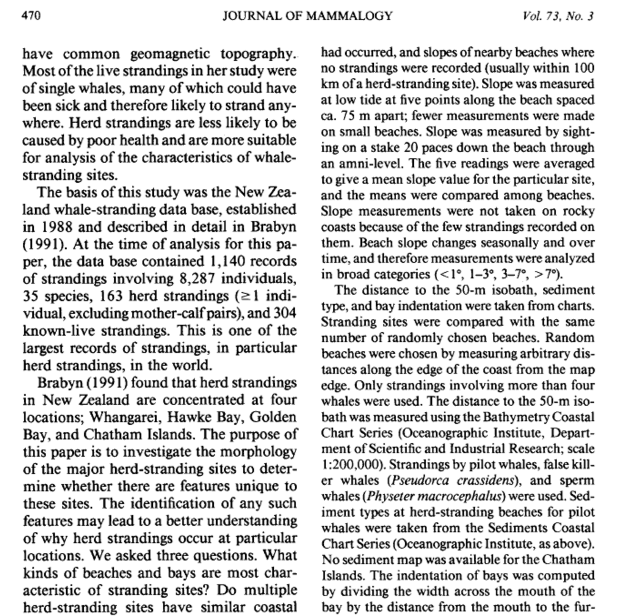 470
JOURNAL OF MAMMALOGY
Vol. 73, No. 3
have common geomagnetic topography.
Most of the live strandings in her study were
of single whales, many of which could have
been sick and therefore likely to strand any-
where. Herd strandings are less likely to be
caused by poor health and are more suitable
for analysis of the characteristics of whale-
stranding sites.
The basis of this study was the New Zea-
land whale-stranding data base, established
in 1988 and described in detail in Brabyn
(1991). At the time of analysis for this pa-
per, the data base contained 1,140 records
of strandings involving 8,287 individuals,
35 species, 163 herd strandings (≥1 indi-
vidual, excluding mother-calf pairs), and 304
known-live strandings. This is one of the
largest records of strandings, in particular
herd strandings, in the world.
Brabyn (1991) found that herd strandings
in New Zealand are concentrated at four
locations; Whangarei, Hawke Bay, Golden
Bay, and Chatham Islands. The purpose of
this paper is to investigate the morphology
of the major herd-stranding sites to deter-
mine whether there are features unique to
these sites. The identification of any such
features may lead to a better understanding
of why herd strandings occur at particular
locations. We asked three questions. What
kinds of beaches and bays are most char-
acteristic of stranding sites? Do multiple
herd-stranding sites have similar coastal
had occurred, and slopes of nearby beaches where
no strandings were recorded (usually within 100
km of a herd-stranding site). Slope was measured
at low tide at five points along the beach spaced
ca. 75 m apart; fewer measurements were made
on small beaches. Slope was measured by sight-
ing on a stake 20 paces down the beach through
an amni-level. The five readings were averaged
to give a mean slope value for the particular site,
and the means were compared among beaches.
Slope measurements were not taken on rocky
coasts because of the few strandings recorded on
them. Beach slope changes seasonally and over
time, and therefore measurements were analyzed
in broad categories (<1°, 1–3°, 3–7°, >7°).
The distance to the 50-m isobath, sediment
type, and bay indentation were taken from charts.
Stranding sites were compared with the same
number of randomly chosen beaches. Random
beaches were chosen by measuring arbitrary dis-
tances along the edge of the coast from the map
edge. Only strandings involving more than four
whales were used. The distance to the 50-m iso-
bath was measured using the Bathymetry Coastal
Chart Series (Oceanographic Institute, Depart-
ment of Scientific and Industrial Research; scale
1:200,000). Strandings by pilot whales, false kill-
er whales (Pseudorca crassidens), and sperm
whales (Physeter macrocephalus) were used. Sed-
iment types at herd-stranding beaches for pilot
whales were taken from the Sediments Coastal
Chart Series (Oceanographic Institute, as above).
No sediment map was available for the Chatham
Islands. The indentation of bays was computed
by dividing the width across the mouth of the
bay by the distance from the mouth to the fur-